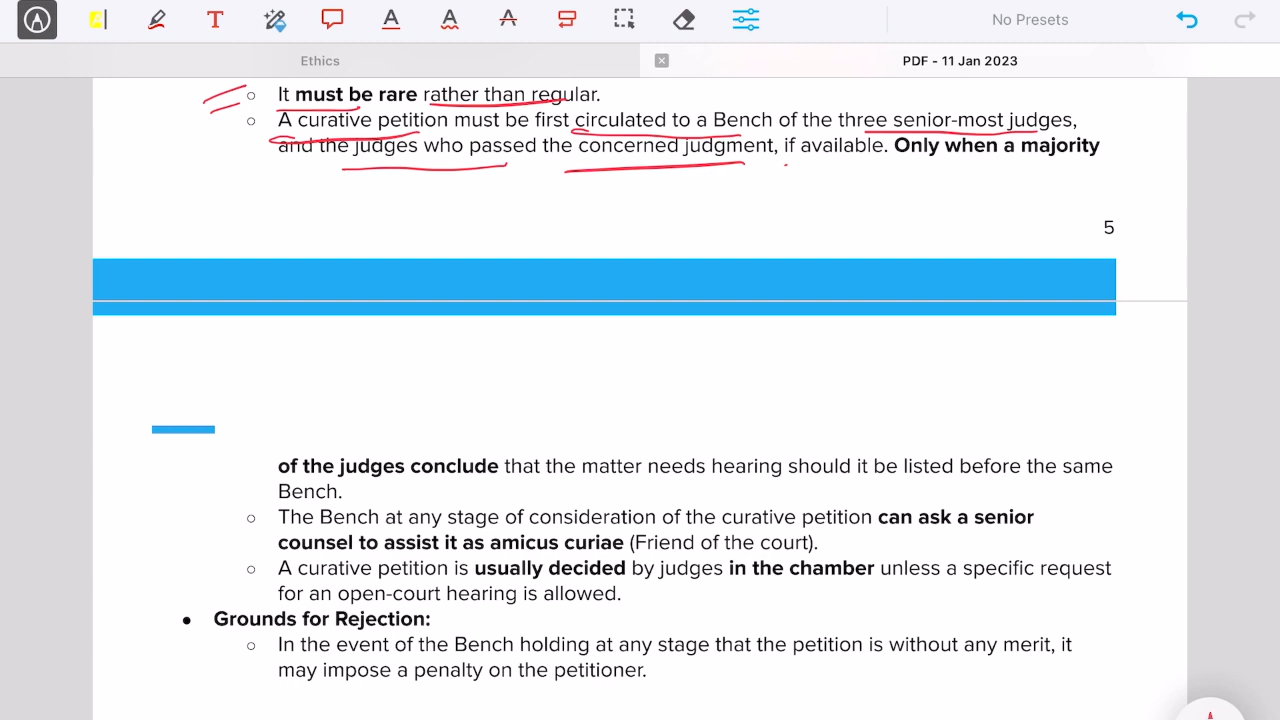 No Presets
Ethics
PDF - 11 Jan 2023
It must be rare rather than regular.
A curative petition must be first circulated to a Bench of the three senior-most judges,
and the judges who passed the concerned judgment, if available. Only when a majority
5
of the judges conclude that the matter needs hearing should it be listed before the same
Bench.
The Bench at any stage of consideration of the curative petition can ask a senior
counsel to assist it as amicus curiae (Friend of the court).
A curative petition is usually decided by judges in the chamber unless a specific request
for an open-court hearing is allowed.
Grounds for Rejection:
In the event of the Bench holding at any stage that the petition is without any merit, it
may impose a penalty on the petitioner.